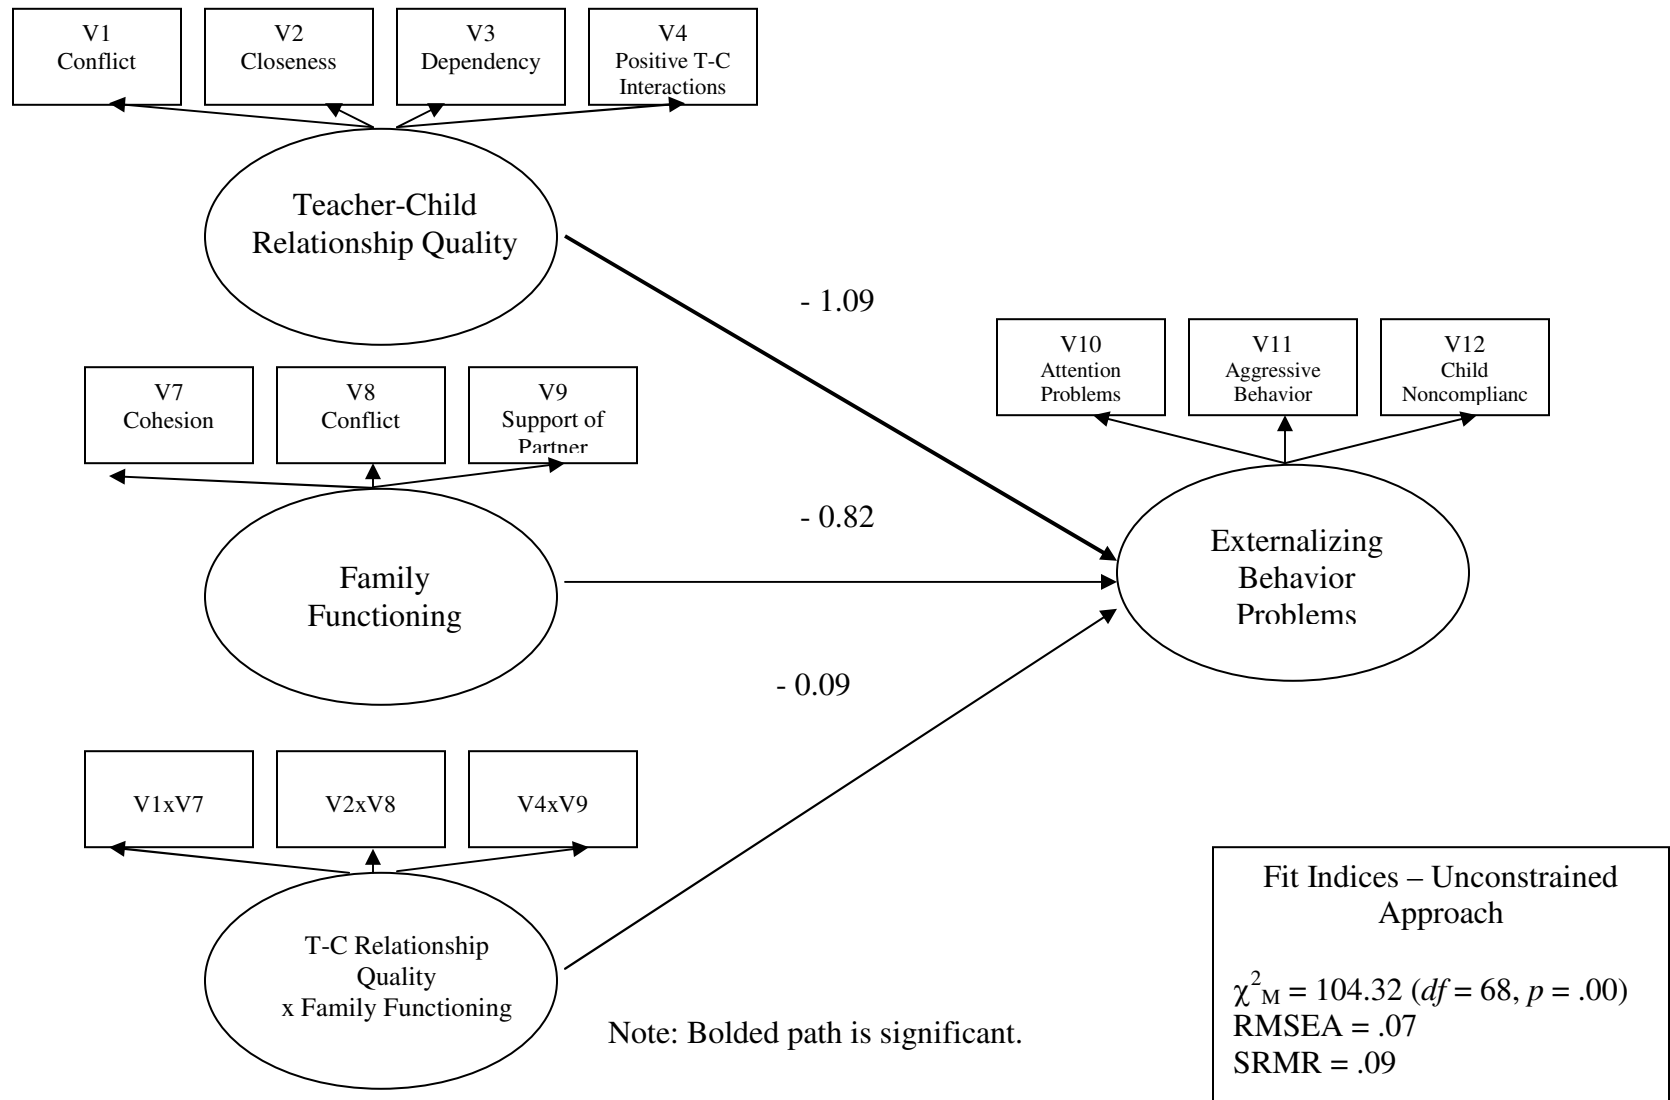 V1
Conflict
V2
Closeness
V3
Dependency
V4
Positive T-C
Interactions
Teacher-Child
Relationship Quality
- 1.09
V7
Cohesion
V8
Conflict
V9
Support of
Partner
V10
Attention
Problems
V11
Aggressive
Behavior
V12
Child
Noncomplianc
- 0.82
Family
Functioning
Externalizing
Behavior
Problems
- 0.09
V1xV7
V2xV8
V4xV9
T-C Relationship
Quality
x Family Functioning
Note: Bolded path is significant.
Fit Indices – Unconstrained
Approach
χ²M = 104.32 (df = 68, p = .00)
RMSEA = .07
SRMR = .09